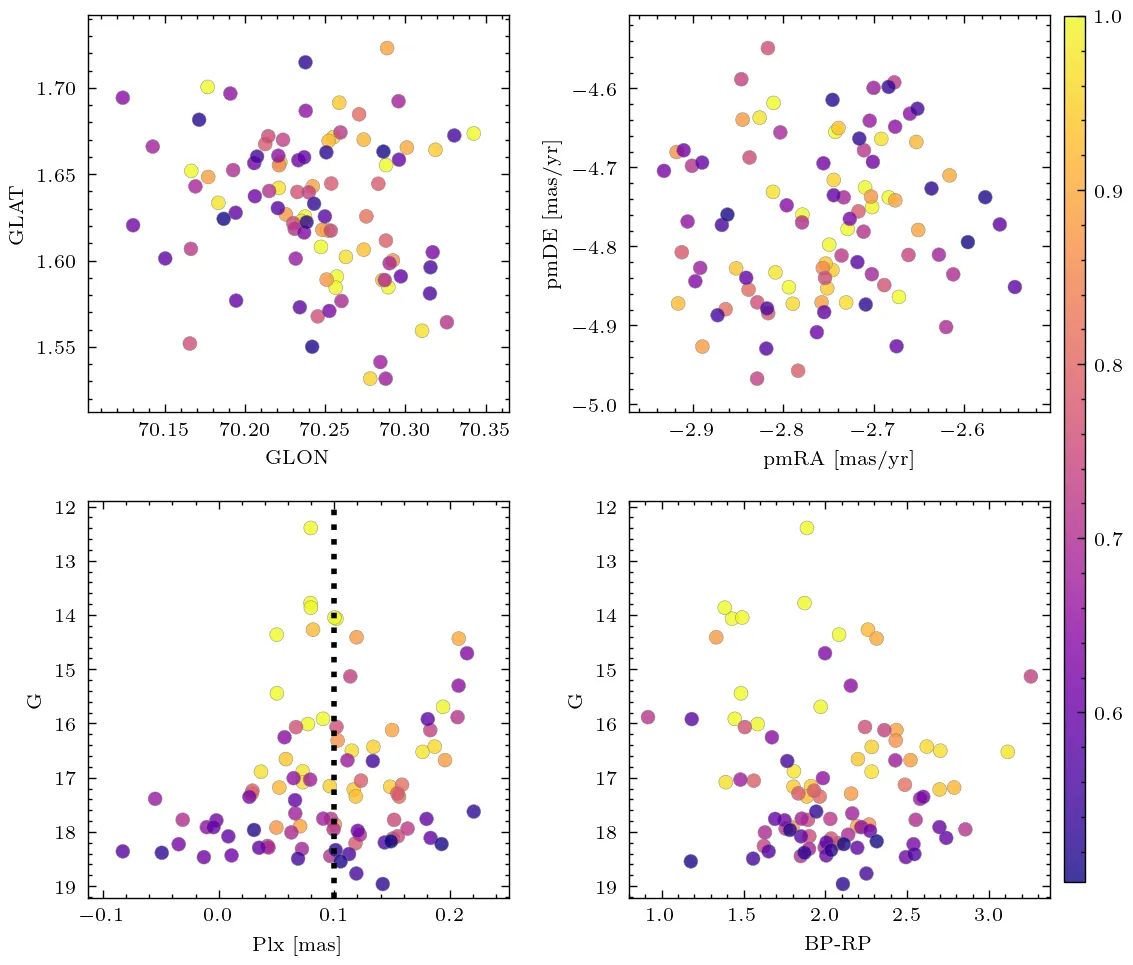 1.70
1.65
1.60
1.55
GLAT
70.15 70.20 70.25 70.30 70.35
GLON
−4.6
−4.7
−4.8
−4.9
−5.0
pmDE [mas/yr]
−2.9 −2.8 −2.7 −2.6
pmRA [mas/yr]
1.0
0.9
0.8
0.7
0.6
12
13
14
15
16
17
18
19
G
−0.1 0.0 0.1 0.2
Plx [mas]
12
13
14
15
16
17
18
19
G
1.0 1.5 2.0 2.5 3.0
BP-RP